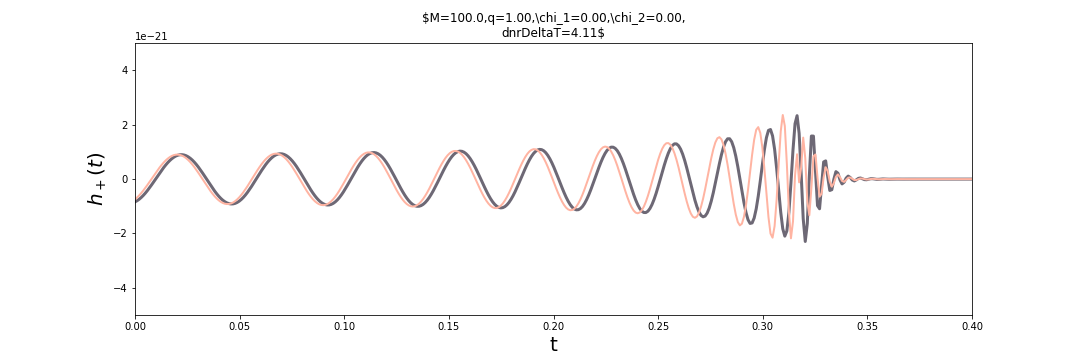 $M=100.0,q=1.00,\chi_1=0.00,\chi_2=0.00,
dnrDeltaT=4.11$
1e−21
4
2
0
−2
−4
h₊(t)
0.00 0.05 0.10 0.15 0.20 0.25 0.30 0.35 0.40
t